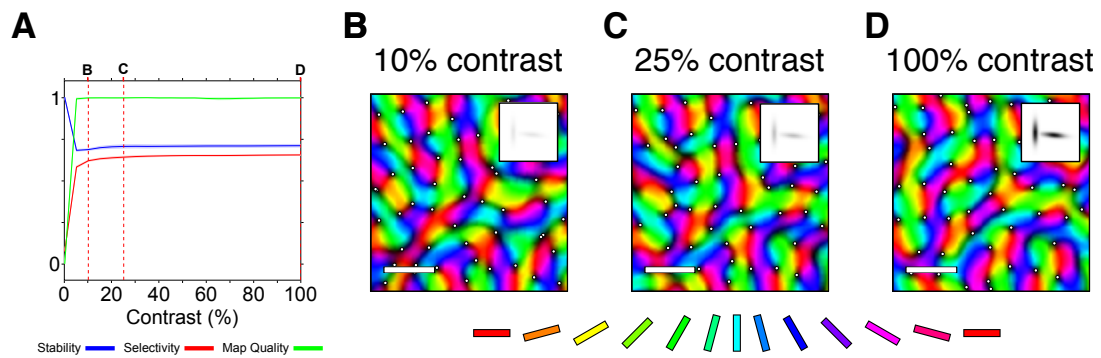 A
B
10% contrast
C
25% contrast
D
100% contrast
B C D
1
0
0 20 40 60 80 100
Contrast (%)
Stability Selectivity Map Quality